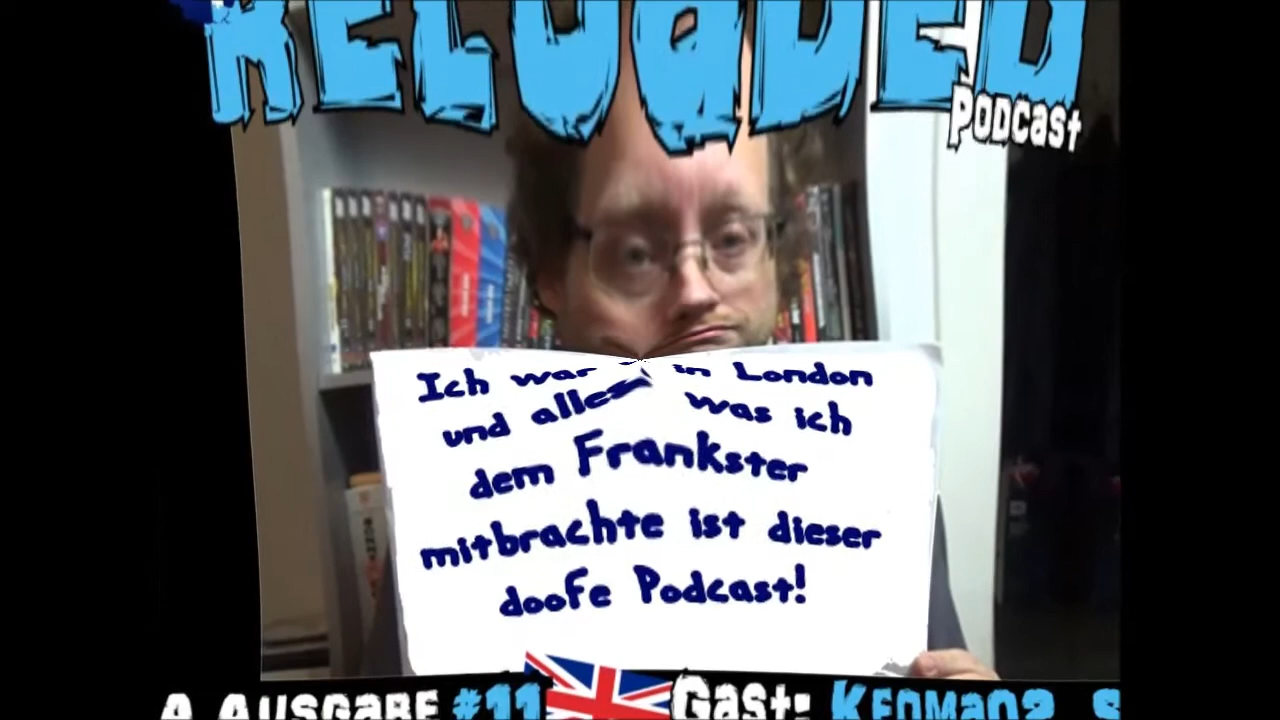 RELOADED
Podcast
Ich war in London
und alles was ich
dem Frankster
mitbrachte ist dieser
doofe Podcast!
A AUSGABE #11 GAST: